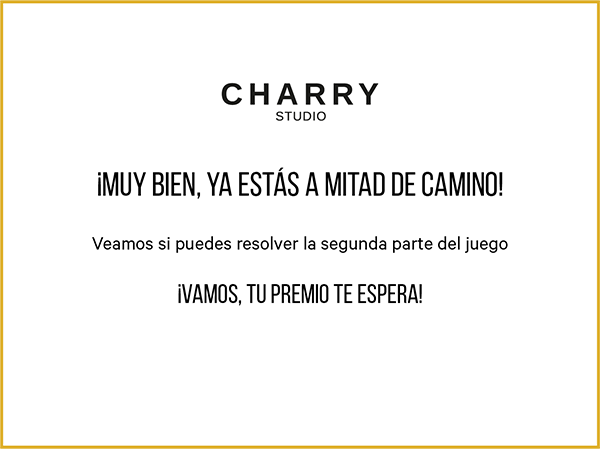 CHARRY
STUDIO
¡MUY BIEN, YA ESTÁS A MITAD DE CAMINO!
Veamos si puedes resolver la segunda parte del juego
¡VAMOS, TU PREMIO TE ESPERA!